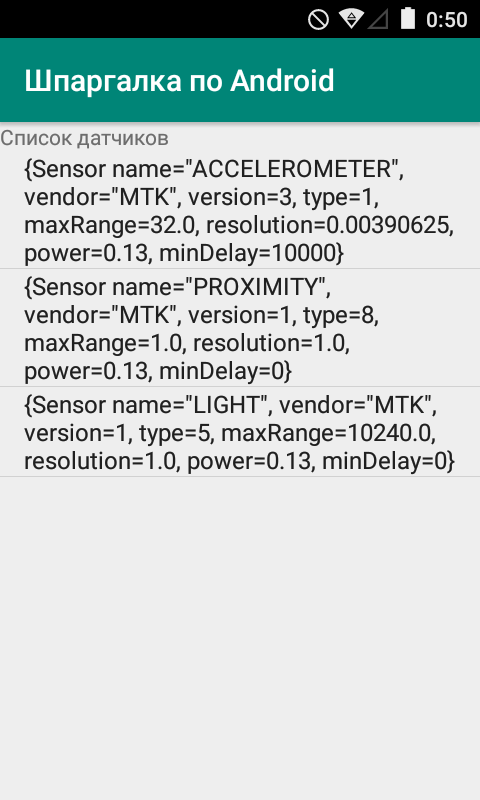 0:50
Шпаргалка по Android
Список датчиков
{Sensor name="ACCELEROMETER",
vendor="MTK", version=3, type=1,
maxRange=32.0, resolution=0.00390625,
power=0.13, minDelay=10000}
{Sensor name="PROXIMITY",
vendor="MTK", version=1, type=8,
maxRange=1.0, resolution=1.0,
power=0.13, minDelay=0}
{Sensor name="LIGHT", vendor="MTK",
version=1, type=5, maxRange=10240.0,
resolution=1.0, power=0.13, minDelay=0}